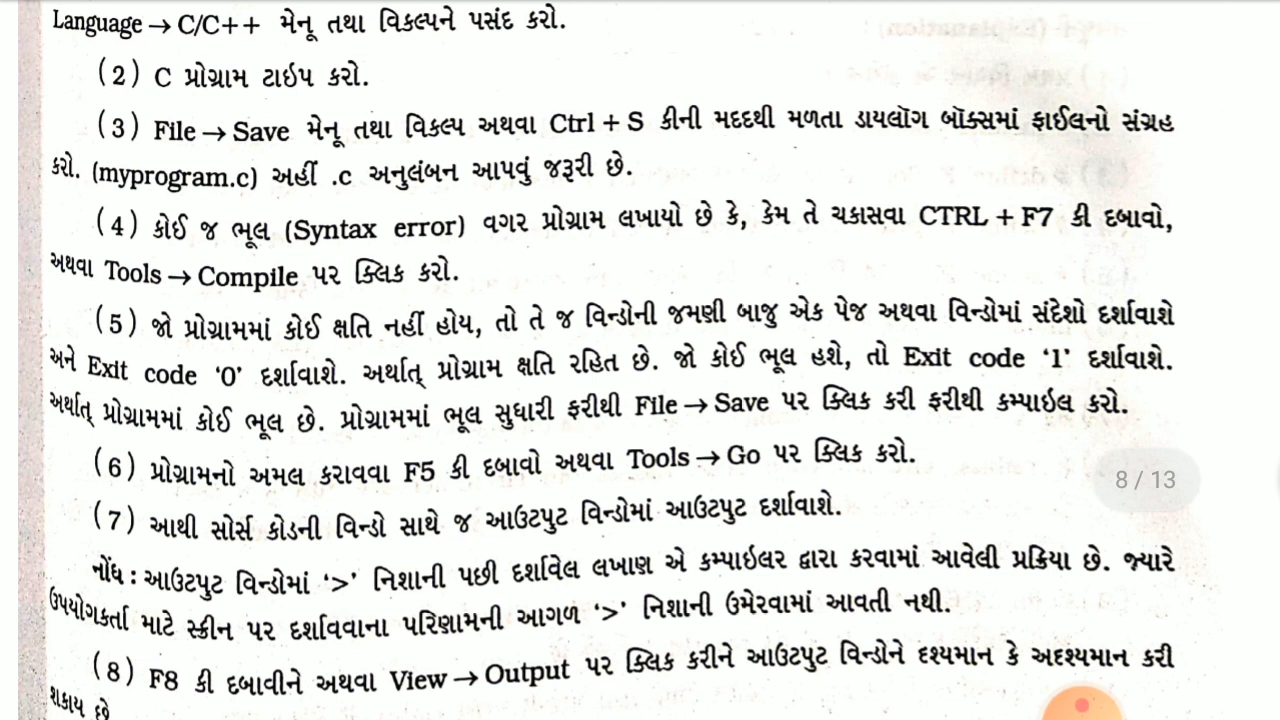 Language → C/C++ મેનૂ તથા વિકલ્પને પસંદ કરો.
(2) C પ્રોગ્રામ ટાઇપ કરો.
(3) File → Save મેનૂ તથા વિકલ્પ અથવા Ctrl + S કીની મદદથી મળતા ડાયલૉગ બૉક્સમાં ફાઈલનો સંગ્રહ
કરો. (myprogram.c) અહીં .c અનુલંબન આપવું જરૂરી છે.
(4) કોઈ જ ભૂલ (Syntax error) વગર પ્રોગ્રામ લખાયો છે કે, કેમ તે ચકાસવા CTRL + F7 કી દબાવો,
અથવા Tools → Compile પર ક્લિક કરો.
(5) જો પ્રોગ્રામમાં કોઈ ક્ષતિ નહીં હોય, તો તે જ વિન્ડોની જમણી બાજુ એક પેજ અથવા વિન્ડોમાં સંદેશો દર્શાવાશે
અને Exit code ‘0’ દર્શાવાશે. અર્થાત્ પ્રોગ્રામ ક્ષતિ રહિત છે. જો કોઈ ભૂલ હશે, તો Exit code ‘1’ દર્શાવાશે.
અર્થાત્ પ્રોગ્રામમાં કોઈ ભૂલ છે. પ્રોગ્રામમાં ભૂલ સુધારી ફરીથી File → Save પર ક્લિક કરી ફરીથી કમ્પાઇલ કરો.
(6) પ્રોગ્રામનો અમલ કરાવવા F5 કી દબાવો અથવા Tools → Go પર ક્લિક કરો.
8 / 13
(7) આથી સોર્સ કોડની વિન્ડો સાથે જ આઉટપુટ વિન્ડોમાં આઉટપુટ દર્શાવાશે.
નોંધ : આઉટપુટ વિન્ડોમાં ‘>’ નિશાની પછી દર્શાવેલ લખાણ એ કમ્પાઇલર દ્વારા કરવામાં આવેલી પ્રક્રિયા છે. જ્યારે
ઉપયોગકર્તા માટે સ્ક્રીન પર દર્શાવવાના પરિણામની આગળ ‘>’ નિશાની ઉમેરવામાં આવતી નથી.
(8) F8 કી દબાવીને અથવા View → Output પર ક્લિક કરીને આઉટપુટ વિન્ડોને દૃશ્યમાન કે અદૃશ્યમાન કરી
શકાય છે